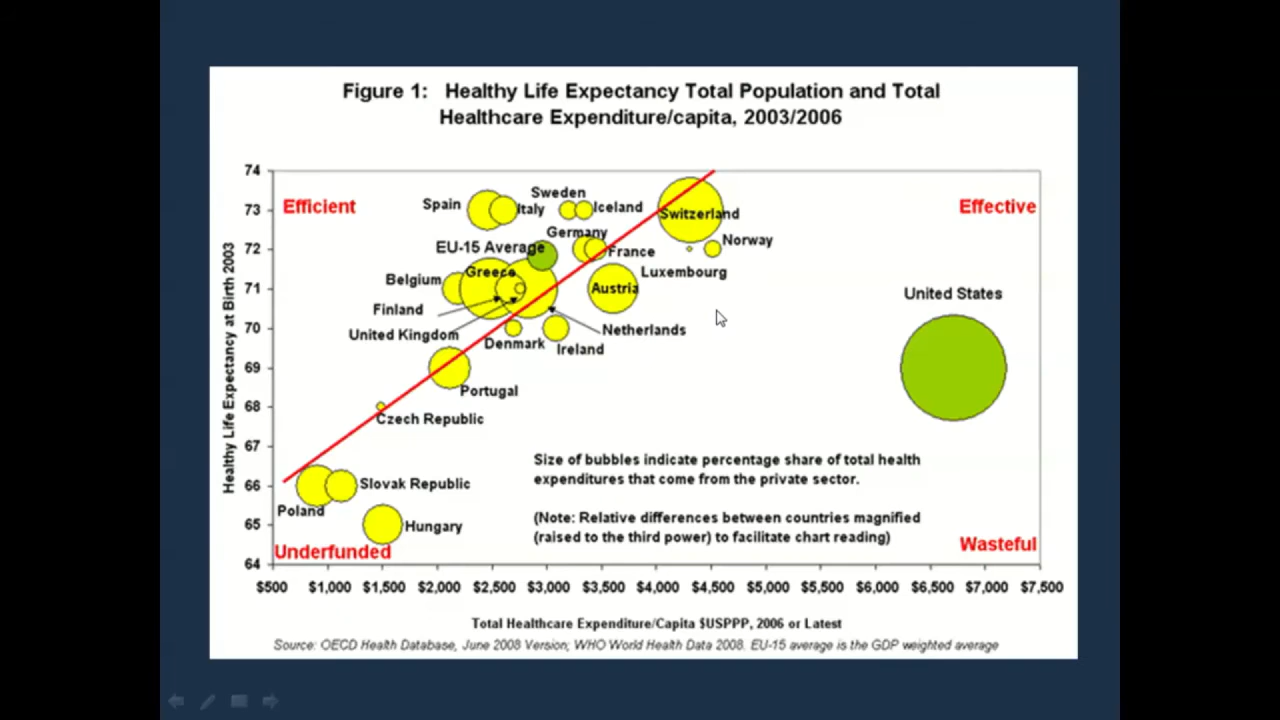 Figure 1: Healthy Life Expectancy Total Population and Total
Healthcare Expenditure/capita, 2003/2006
Healthy Life Expectancy at Birth 2003
74
73
72
71
70
69
68
67
66
65
64
Efficient
Effective
Spain
Italy
Sweden
Iceland
Switzerland
Germany
France
Norway
Luxembourg
EU-15 Average
Belgium
Greece
Austria
Finland
United Kingdom
Netherlands
Denmark
Ireland
United States
Portugal
Czech Republic
Slovak Republic
Poland
Hungary
Size of bubbles indicate percentage share of total health
expenditures that come from the private sector.
(Note: Relative differences between countries magnified
(raised to the third power) to facilitate chart reading)
Underfunded
Wasteful
$500 $1,000 $1,500 $2,000 $2,500 $3,000 $3,500 $4,000 $4,500 $5,000 $5,500 $6,000 $6,500 $7,000 $7,500
Total Healthcare Expenditure/Capita $USPPP, 2006 or Latest
Source: OECD Health Database, June 2008 Version; WHO World Health Data 2008. EU-15 average is the GDP weighted average